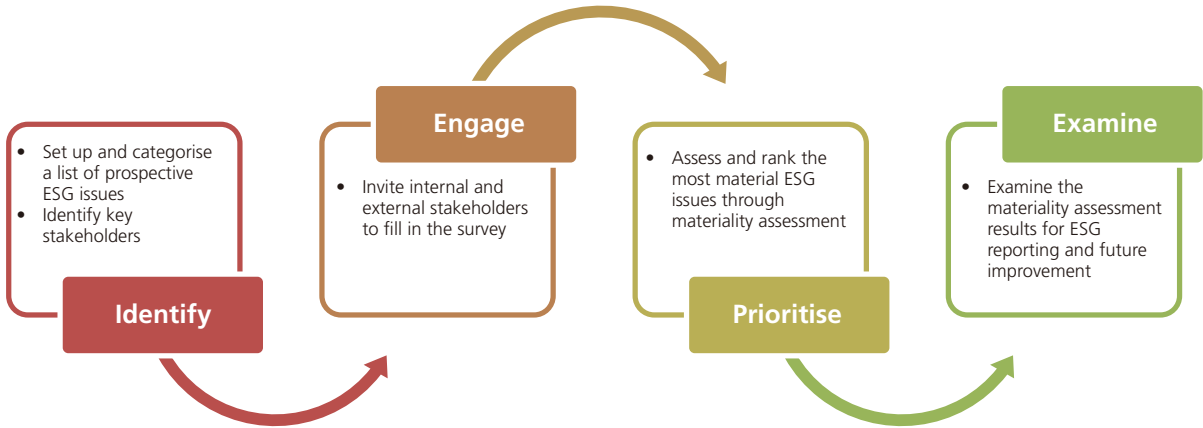 • Set up and categorise
a list of prospective
ESG issues
• Identify key
stakeholders
Identify
Engage
• Invite internal and
external stakeholders
to fill in the survey
• Assess and rank the
most material ESG
issues through
materiality assessment
Prioritise
Examine
• Examine the
materiality assessment
results for ESG
reporting and future
improvement